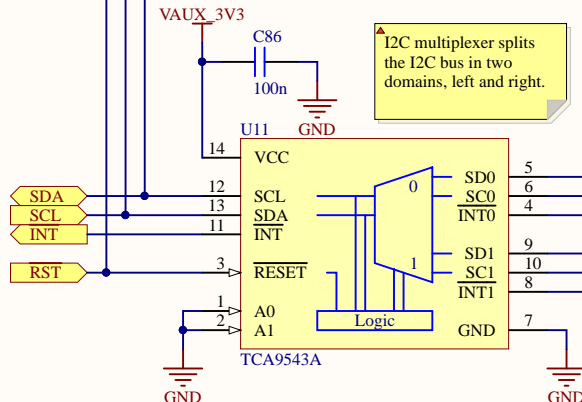 VAUX_3V3
C86
100n
GND
I2C multiplexer splits
the I2C bus in two
domains, left and right.
U11
14 VCC
SDA 12 SCL
SCL 13 SDA
INT 11 INT
RST 3 RESET
1 A0
2 A1
0
1
Logic
SD0 5
SC0 6
INT0 4
SD1 9
SC1 10
INT1 8
GND 7
TCA9543A
GND
GND